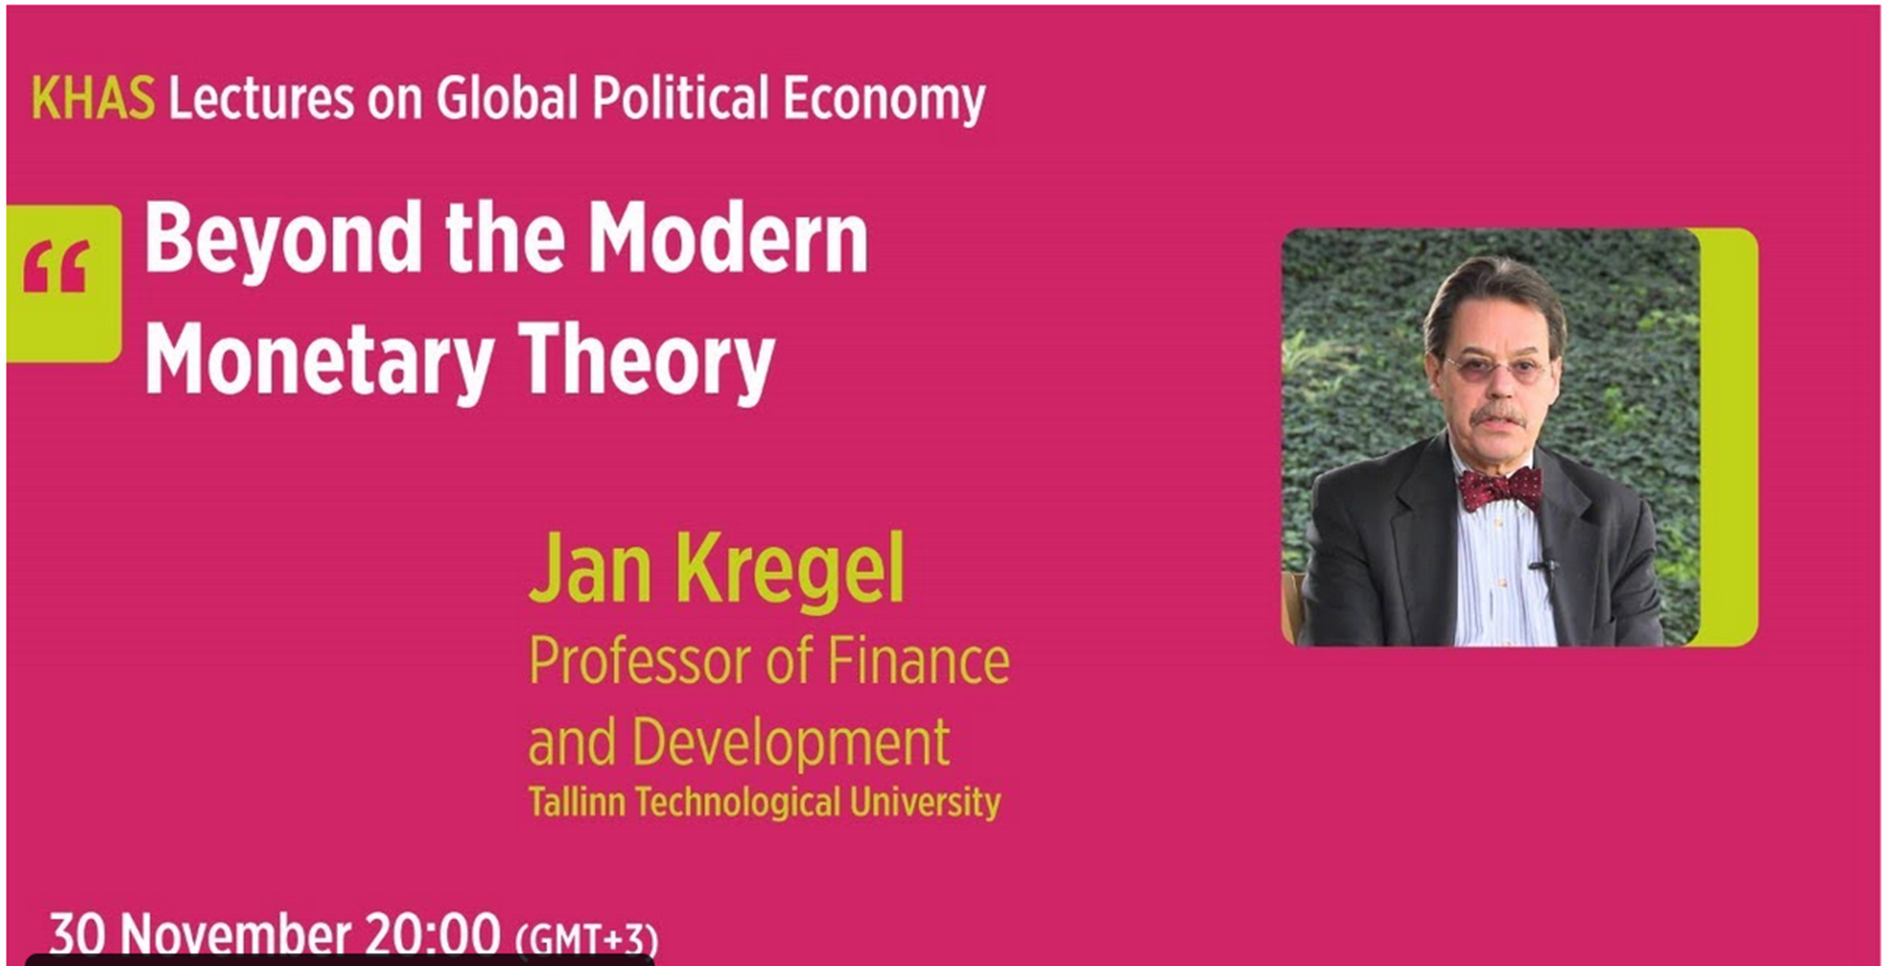 KHAS Lectures on Global Political Economy
“
Beyond the Modern
Monetary Theory
Jan Kregel
Professor of Finance
and Development
Tallinn Technological University
30 November 20:00 (GMT+3)